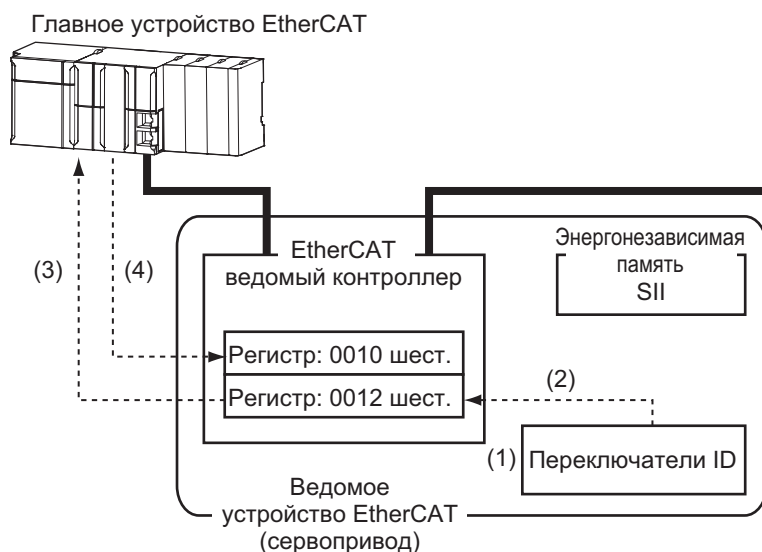 Главное устройство EtherCAT
(3)
(4)
EtherCAT
ведомый контроллер
Энергонезависимая
память
SII
Регистр: 0010 шест.
Регистр: 0012 шест.
(2)
(1)
Переключатели ID
Ведомое
устройство EtherCAT
(сервопривод)